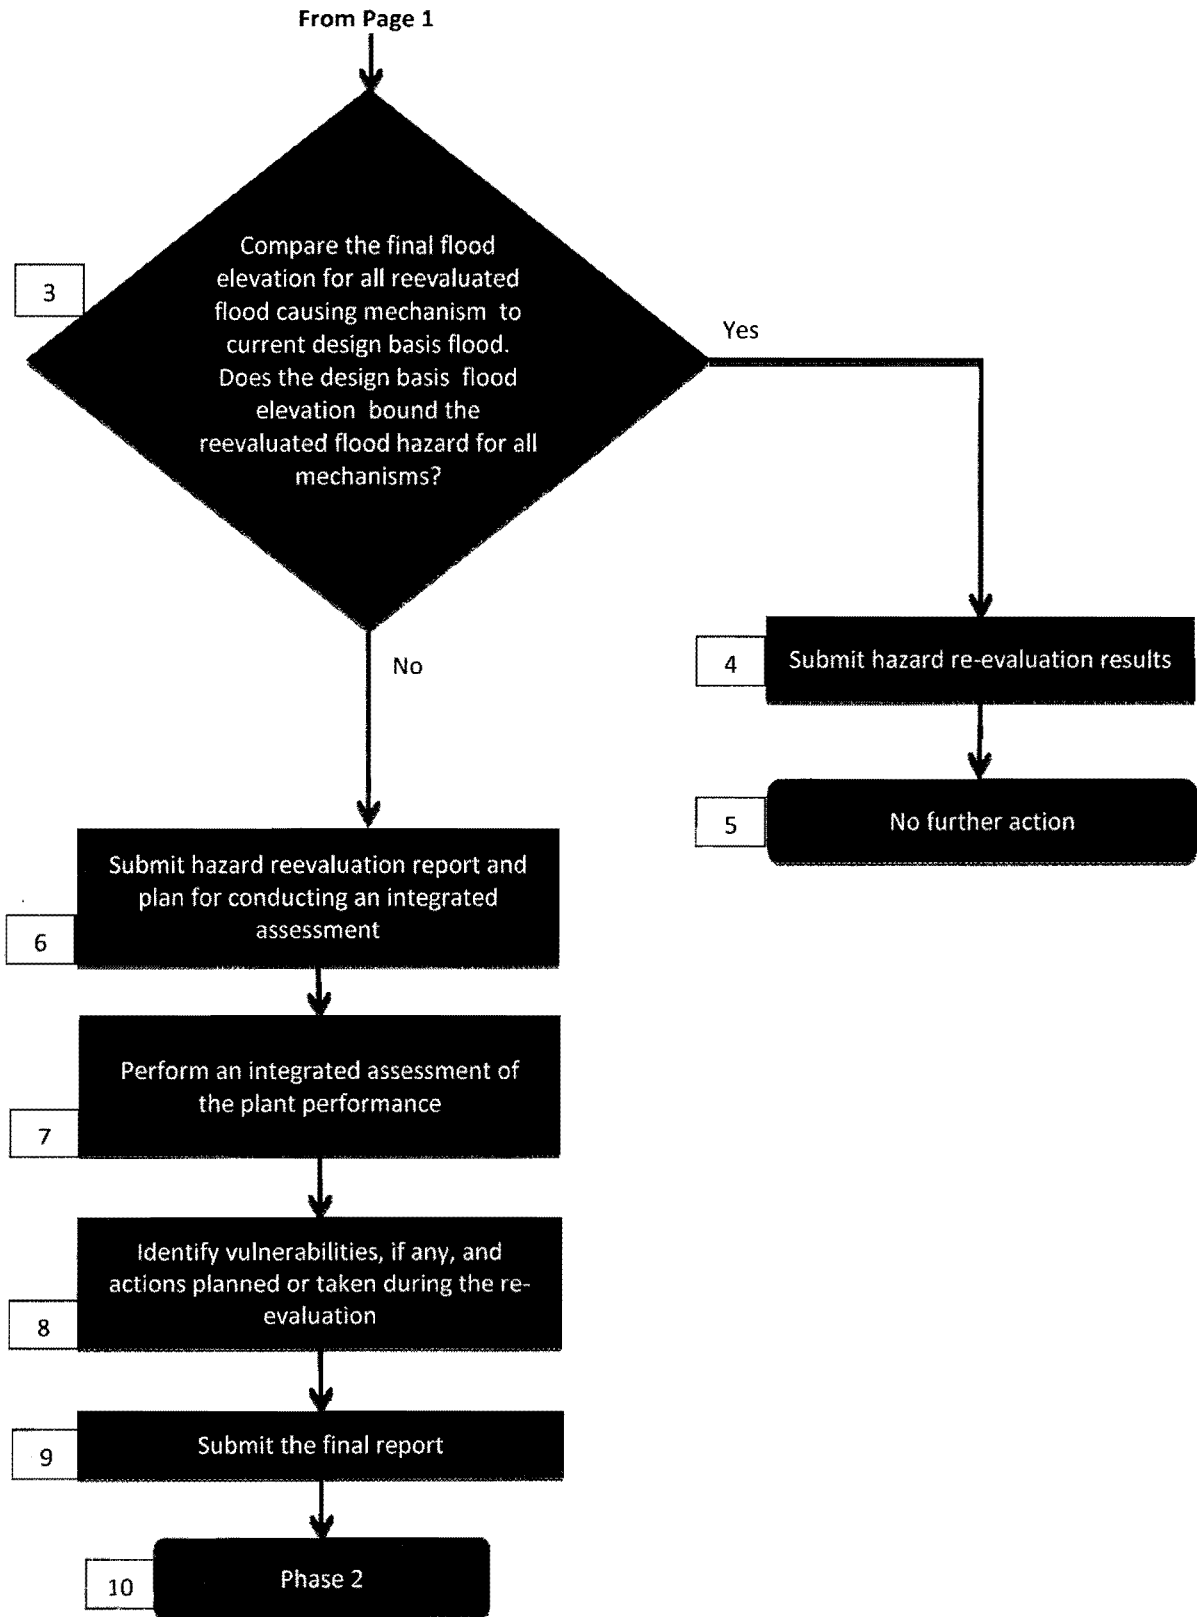 From Page 1
3
Compare the final flood
elevation for all reevaluated
flood causing mechanism to
current design basis flood.
Does the design basis flood
elevation bound the
reevaluated flood hazard for all
mechanisms?
Yes
No
4
Submit hazard re-evaluation results
5
No further action
6
Submit hazard reevaluation report and
plan for conducting an integrated
assessment
7
Perform an integrated assessment of
the plant performance
8
Identify vulnerabilities, if any, and
actions planned or taken during the re-
evaluation
9
Submit the final report
10
Phase 2